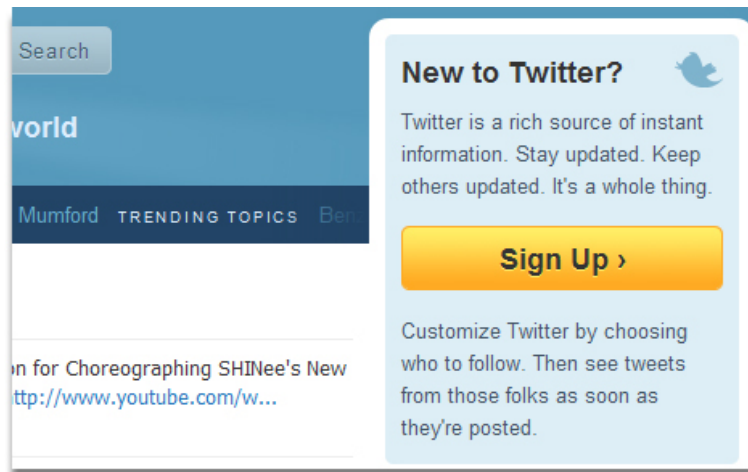 Search
world
Mumford TRENDING TOPICS Ben
on for Choreographing SHINee's New
http://www.youtube.com/w...
New to Twitter?
Twitter is a rich source of instant
information. Stay updated. Keep
others updated. It's a whole thing.
Sign Up ›
Customize Twitter by choosing
who to follow. Then see tweets
from those folks as soon as
they're posted.